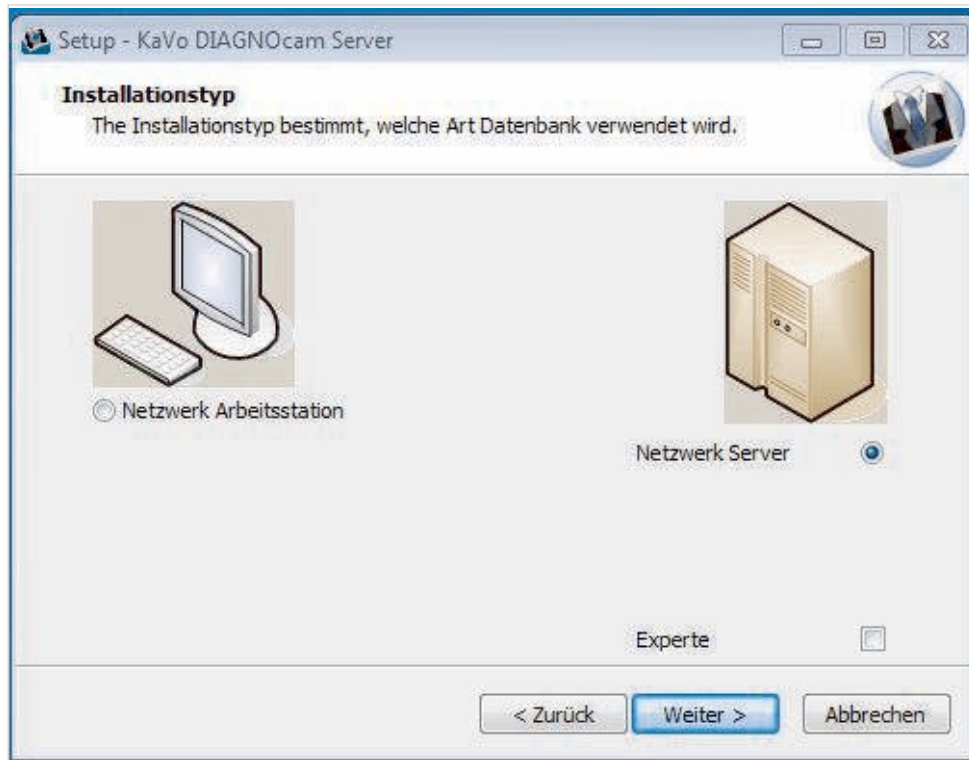 Setup - KaVo DIAGNOcam Server
Installationstyp
The Installationstyp bestimmt, welche Art Datenbank verwendet wird.
Netzwerk Arbeitsstation
Netzwerk Server
Experte
< Zurück
Weiter >
Abbrechen